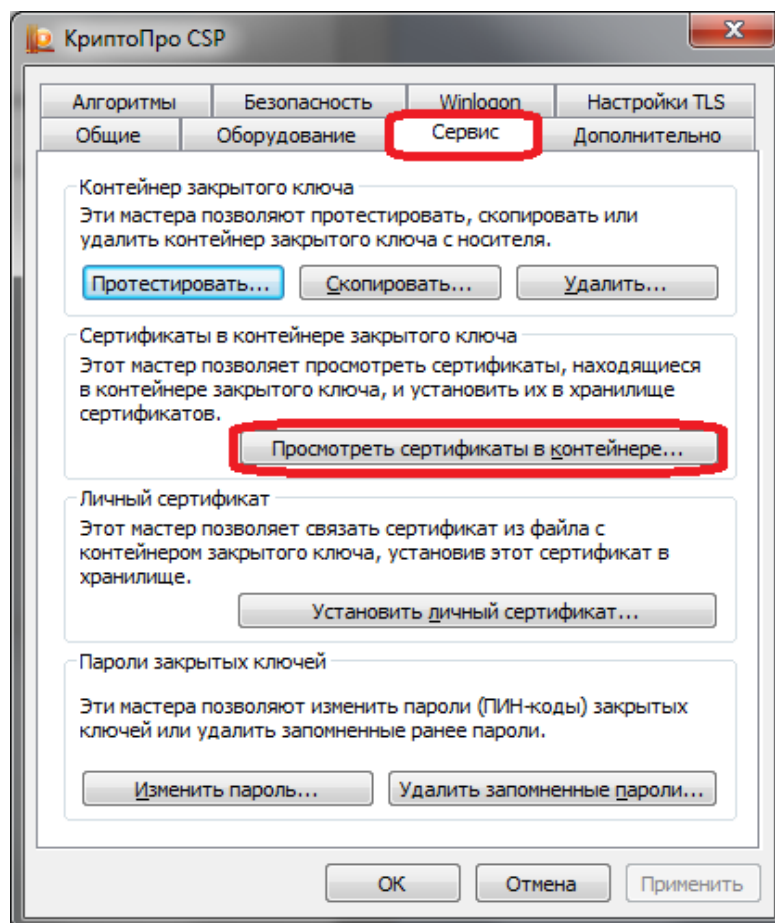 КриптоПро CSP
Алгоритмы Безопасность Winlogon Настройки TLS
Общие Оборудование Сервис Дополнительно
Контейнер закрытого ключа
Эти мастера позволяют протестировать, скопировать или
удалить контейнер закрытого ключа с носителя.
Протестировать... Скопировать... Удалить...
Сертификаты в контейнере закрытого ключа
Этот мастер позволяет просмотреть сертификаты, находящиеся
в контейнере закрытого ключа, и установить их в хранилище
сертификатов.
Просмотреть сертификаты в контейнере...
Личный сертификат
Этот мастер позволяет связать сертификат из файла с
контейнером закрытого ключа, установив этот сертификат в
хранилище.
Установить личный сертификат...
Пароли закрытых ключей
Эти мастера позволяют изменить пароли (ПИН-коды) закрытых
ключей или удалить запомненные ранее пароли.
Изменить пароль... Удалить запомненные пароли...
ОК Отмена Применить